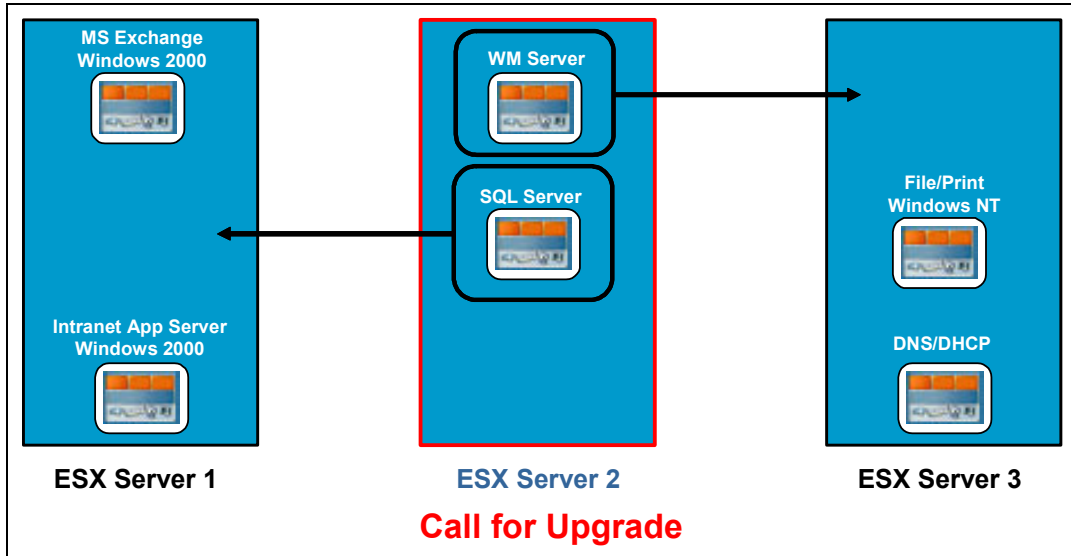 MS Exchange
Windows 2000
Intranet App Server
Windows 2000
ESX Server 1
WM Server
SQL Server
ESX Server 2
Call for Upgrade
File/Print
Windows NT
DNS/DHCP
ESX Server 3